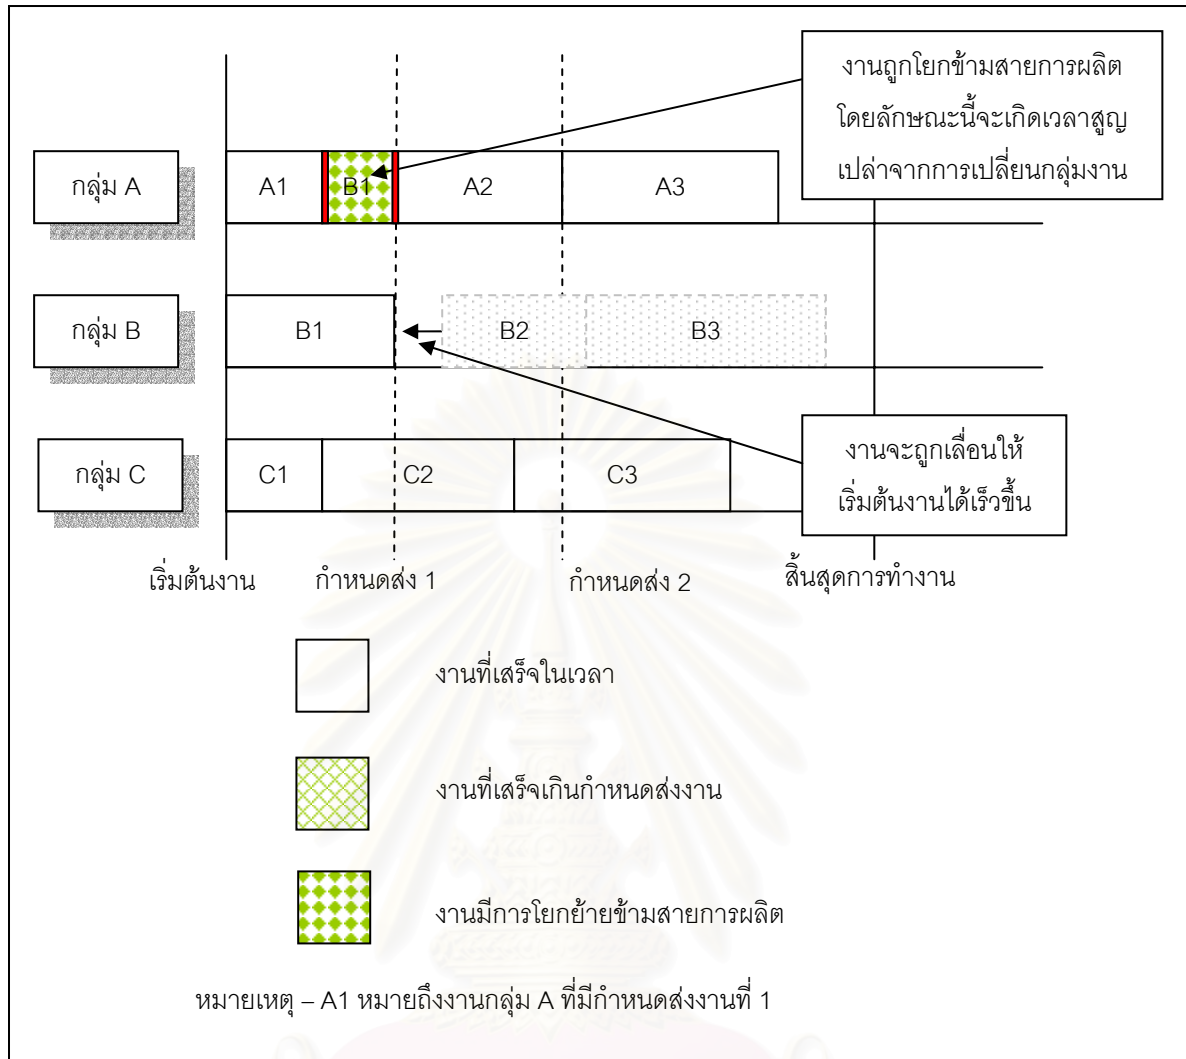 งานถูกโยกข้ามสายการผลิต
โดยลักษณะนี้จะเกิดเวลาสูญ
เปล่าจากการเปลี่ยนกลุ่มงาน
กลุ่ม A
A1
B1
A2
A3
กลุ่ม B
B1
B2
B3
กลุ่ม C
C1
C2
C3
งานจะถูกเลื่อนให้
เริ่มต้นงานได้เร็วขึ้น
เริ่มต้นงาน
กำหนดส่ง 1
กำหนดส่ง 2
สิ้นสุดการทำงาน
งานที่เสร็จในเวลา
งานที่เสร็จเกินกำหนดส่งงาน
งานมีการโยกย้ายข้ามสายการผลิต
หมายเหตุ – A1 หมายถึงงานกลุ่ม A ที่มีกำหนดส่งงานที่ 1